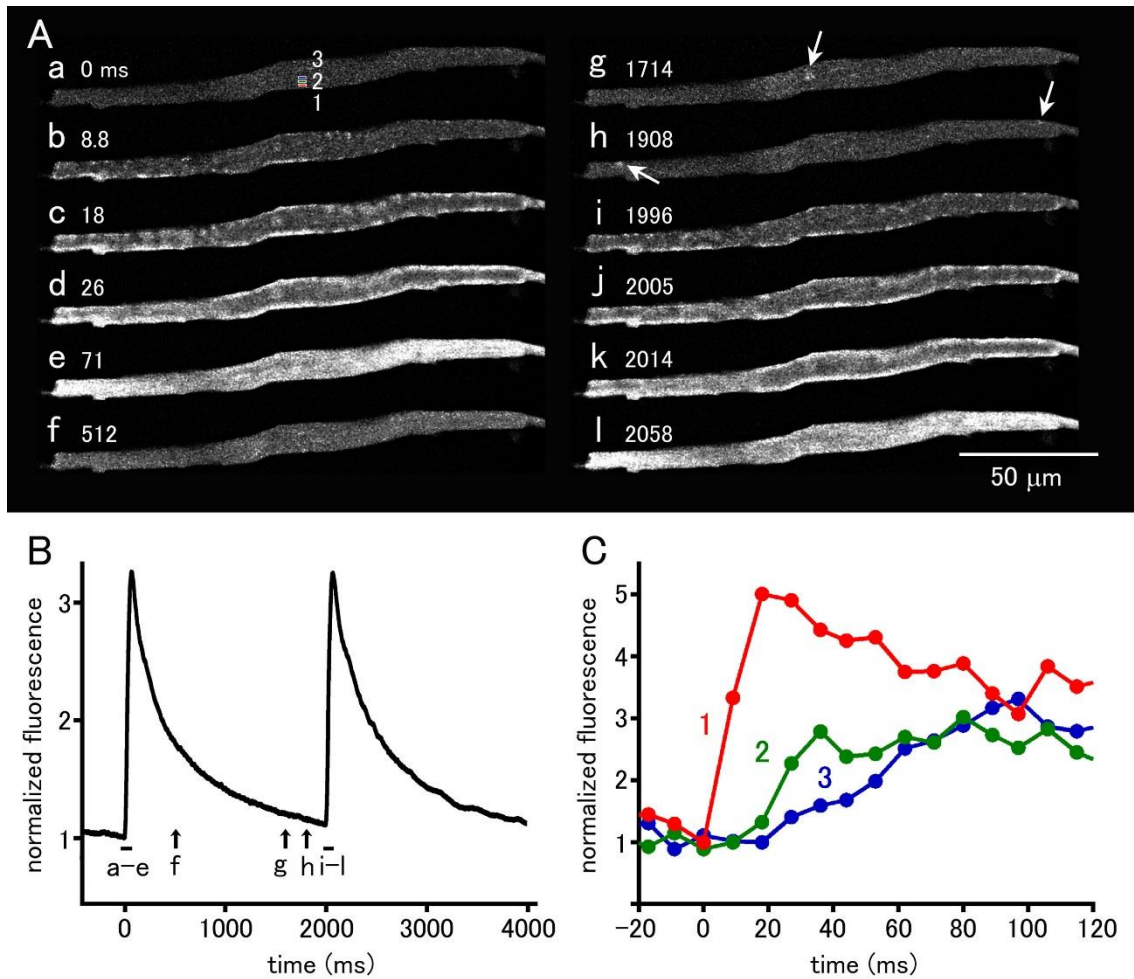 A
a 0 ms
3
2
1
b 8.8
c 18
d 26
e 71
f 512
g 1714
h 1908
i 1996
j 2005
k 2014
l 2058
50 μm
B
normalized fluorescence
3
2
1
a-e f g h i-l
0 1000 2000 3000 4000
time (ms)
C
normalized fluorescence
5
4
3
2
1
1
2
3
-20 0 20 40 60 80 100 120
time (ms)